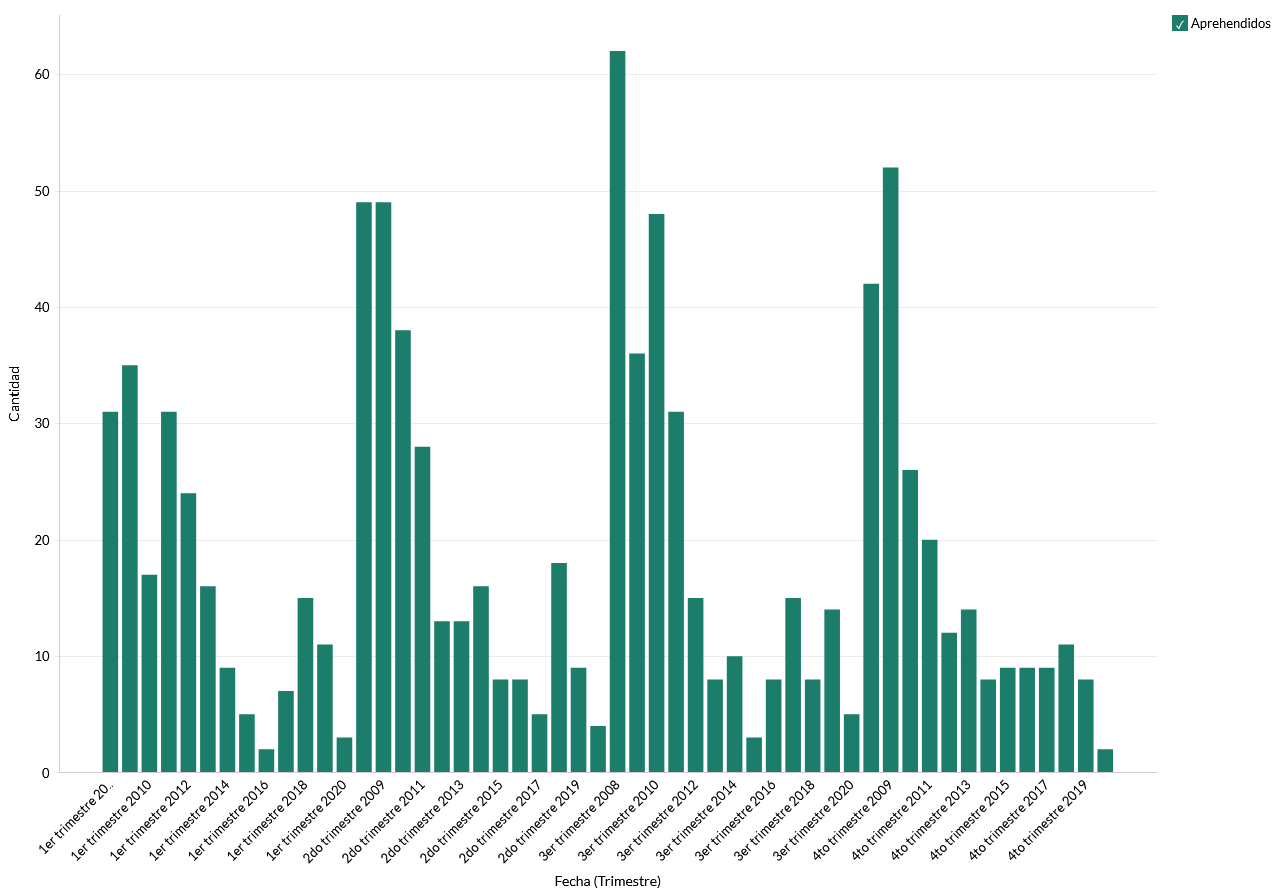 Aprehendidos
60
50
40
30
20
10
0
Cantidad
1er trimestre 20..
1er trimestre 2010
1er trimestre 2012
1er trimestre 2014
1er trimestre 2016
1er trimestre 2018
1er trimestre 2020
2do trimestre 2009
2do trimestre 2011
2do trimestre 2013
2do trimestre 2015
2do trimestre 2017
2do trimestre 2019
3er trimestre 2008
3er trimestre 2010
3er trimestre 2012
3er trimestre 2014
3er trimestre 2016
3er trimestre 2018
3er trimestre 2020
4to trimestre 2009
4to trimestre 2011
4to trimestre 2013
4to trimestre 2015
4to trimestre 2017
4to trimestre 2019
Fecha (Trimestre)